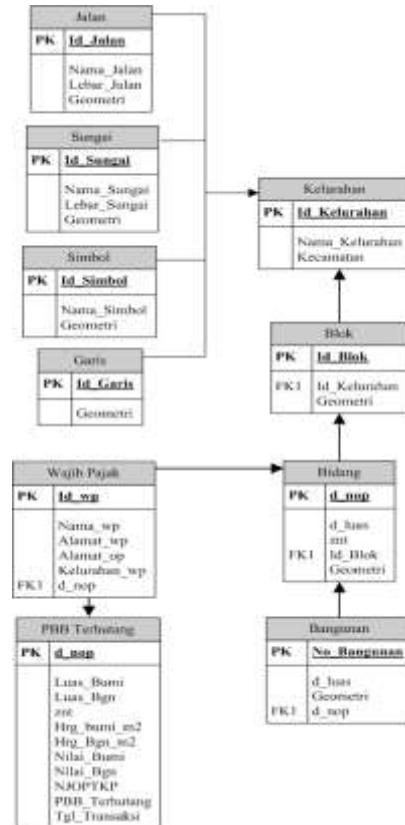 Jalan
PK Id_Jalan
Nama_Jalan
Lebar_Jalan
Geometri
Sungai
PK Id_Sungai
Nama_Sungai
Lebar_Sungai
Geometri
Simbol
PK Id_Simbol
Nama_Simbol
Geometri
Garis
PK Id_Garis
Geometri
Kelurahan
PK Id_Kelurahan
Nama_Kelurahan
Kecamatan
Blok
PK Id_Blok
FK1 Id_Kelurahan
Geometri
Wajib Pajak
PK Id_wp
Nama_wp
Alamat_wp
Alamat_op
Kelurahan_wp
FK1 d_nop
Bidang
PK d_nop
d_luas
znt
FK1 Id_Blok
Geometri
PBB Terhutang
PK d_nop
Luas_Bumi
Luas_Bgn
znt
Hrg_bumi_m2
Hrg_Bgn_m2
Nilai_Bumi
Nilai_Bgn
NJOPTKP
PBB_Terhutang
Tgl_Transaksi
Bangunan
PK No_Bangunan
d_luas
Geometri
FK1 d_nop